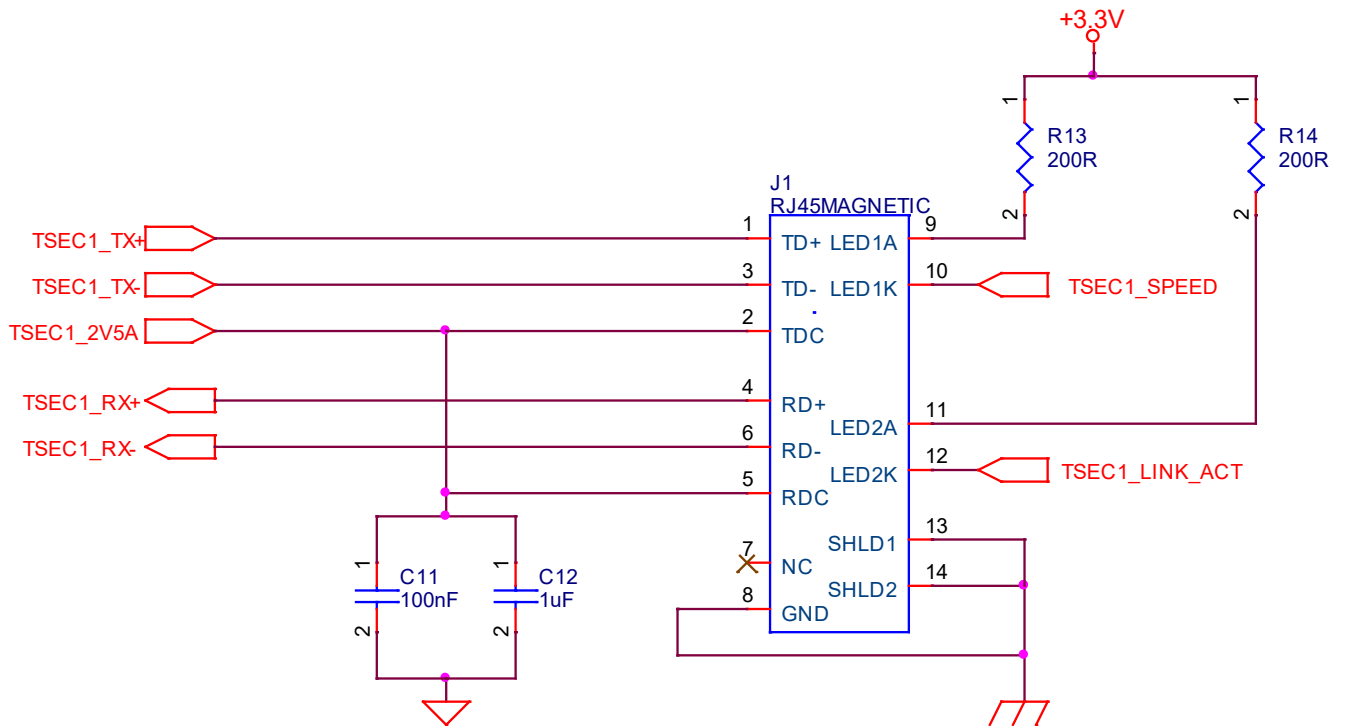 +3.3V
1
1
R13
200R
R14
200R
2
2
J1
RJ45MAGNETIC
TSEC1_TX+
1
TD+
LED1A
9
TSEC1_TX-
3
TD-
LED1K
10
TSEC1_SPEED
TSEC1_2V5A
2
TDC
TSEC1_RX+
4
RD+
LED2A
11
TSEC1_RX-
6
RD-
LED2K
12
TSEC1_LINK_ACT
5
RDC
SHLD1
13
7
NC
SHLD2
14
8
GND
1
C11
100nF
2
1
C12
1uF
2